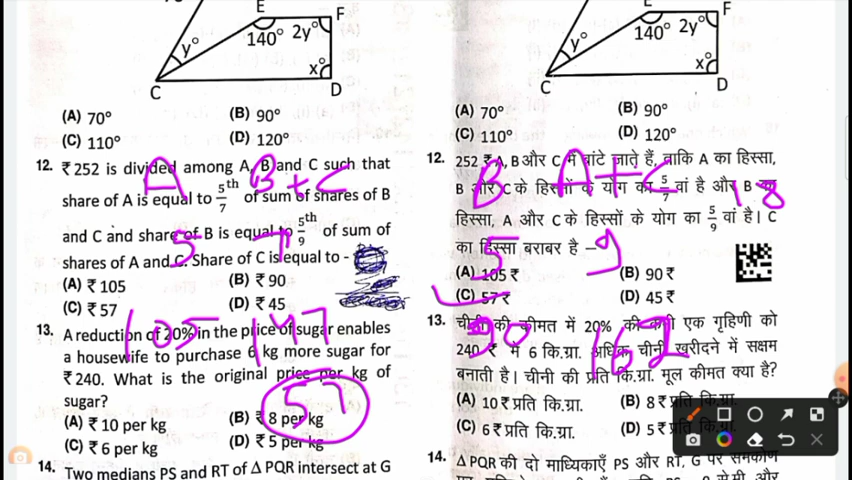 E
F
140° 2y°
y°
x°
C
D
(A) 70°
(B) 90°
(C) 110°
(D) 120°
12. ₹252 is divided among A, B and C such that
share of A is equal to 5/7 th of sum of shares of B
and C and share of B is equal to 5/9 th of sum of
shares of A and C. Share of C is equal to -
(A) ₹ 105
(B) ₹ 90
(C) ₹ 57
(D) ₹ 45
13. A reduction of 20% in the price of sugar enables
a housewife to purchase 6 kg more sugar for
₹240. What is the original price per kg of
sugar?
(A) ₹ 10 per kg
(B) ₹ 8 per kg
(C) ₹ 6 per kg
(D) ₹ 5 per kg
14. Two medians PS and RT of Δ PQR intersect at G
A B+C
5 7
105 147
57
E
F
140° 2y°
y°
x°
C
D
(A) 70°
(B) 90°
(C) 110°
(D) 120°
12. 252 ₹ A, B और C में बांटे जाते हैं, ताकि A का हिस्सा,
B और C के हिस्सों के योग का 5/7 वां है और B का
हिस्सा, A और C के हिस्सों के योग का 5/9 वां है। C
का हिस्सा बराबर है –
(A) 105 ₹
(B) 90 ₹
(C) 57 ₹
(D) 45 ₹
13. चीनी की कीमत में 20% की कमी एक गृहिणी को
240 ₹ में 6 कि.ग्रा. अधिक चीनी खरीदने में सक्षम
बनाती है। चीनी की प्रति कि.ग्रा. मूल कीमत क्या है?
(A) 10 ₹ प्रति कि.ग्रा.
(B) 8 ₹ प्रति कि.ग्रा.
(C) 6 ₹ प्रति कि.ग्रा.
(D) 5 ₹
14. Δ PQR की दो माध्यिकाएँ PS और RT, G पर समकोण
B A+C
18
5 9
90 162